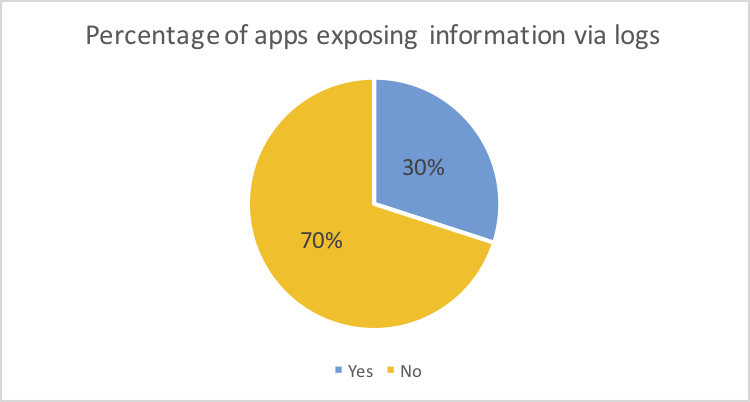 Percentage of apps exposing information via logs
30%
70%
Yes No